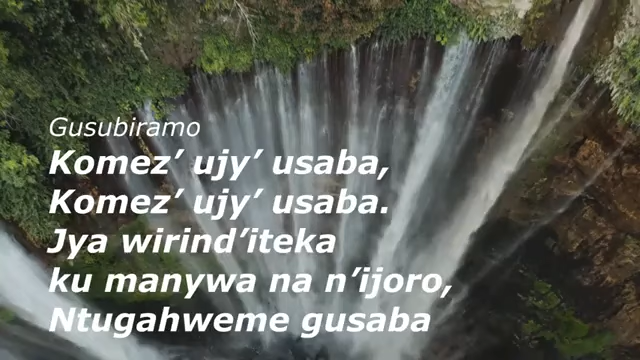 Gusubiramo
Komez’ ujy’ usaba,
Komez’ ujy’ usaba.
Jya wirind’iteka
ku manywa na n’ijoro,
Ntugahweme gusaba